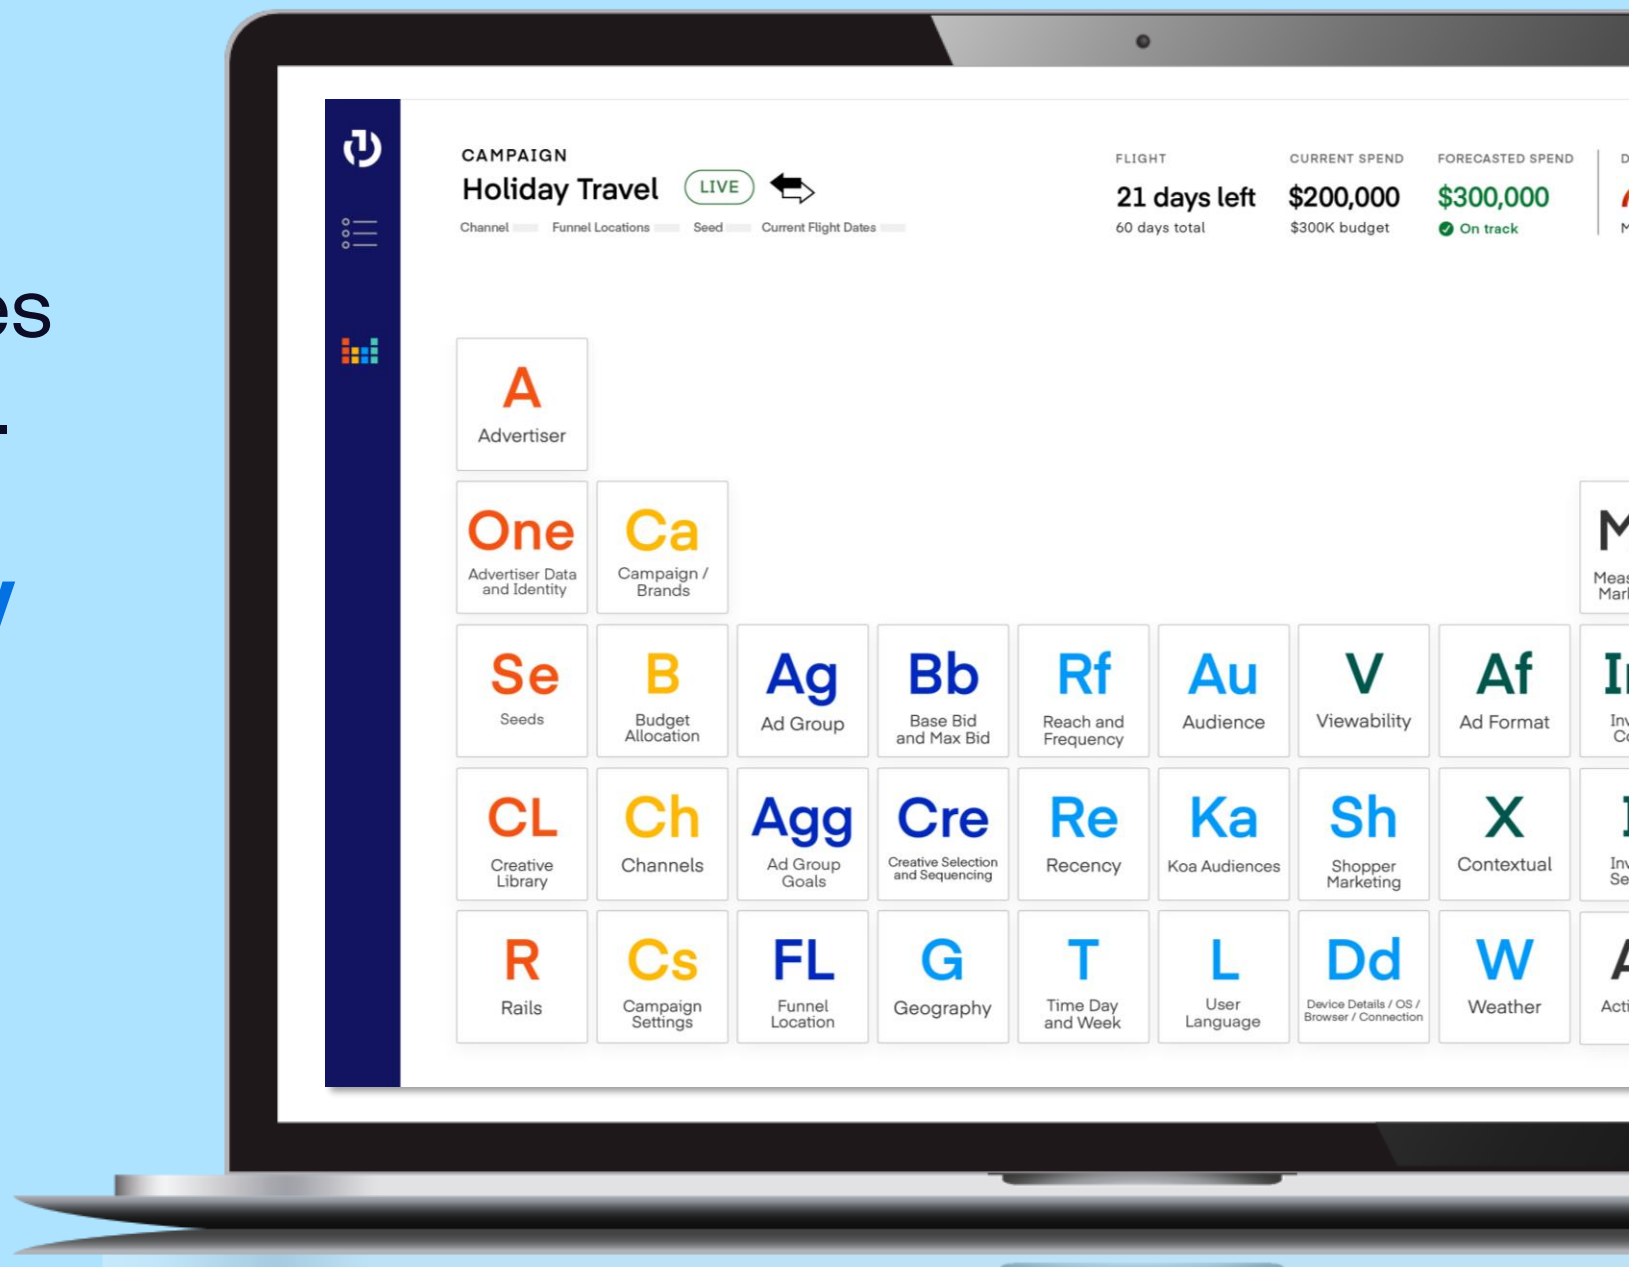 es
CAMPAIGN
Holiday Travel LIVE
Channel Funnel Locations Seed Current Flight Dates
FLIGHT
21 days left
60 days total
CURRENT SPEND
$200,000
$300K budget
FORECASTED SPEND
$300,000
On track
A
Advertiser
One
Advertiser Data
and Identity
Ca
Campaign /
Brands
M
Se
Seeds
B
Budget
Allocation
Ag
Ad Group
Bb
Base Bid
and Max Bid
Rf
Reach and
Frequency
Au
Audience
V
Viewability
Af
Ad Format
CL
Creative
Library
Ch
Channels
Agg
Ad Group
Goals
Cre
Creative Selection
and Sequencing
Re
Recency
Ka
Koa Audiences
Sh
Shopper
Marketing
X
Contextual
R
Rails
Cs
Campaign
Settings
FL
Funnel
Location
G
Geography
T
Time Day
and Week
L
User
Language
Dd
Device Details / OS /
Browser / Connection
W
Weather